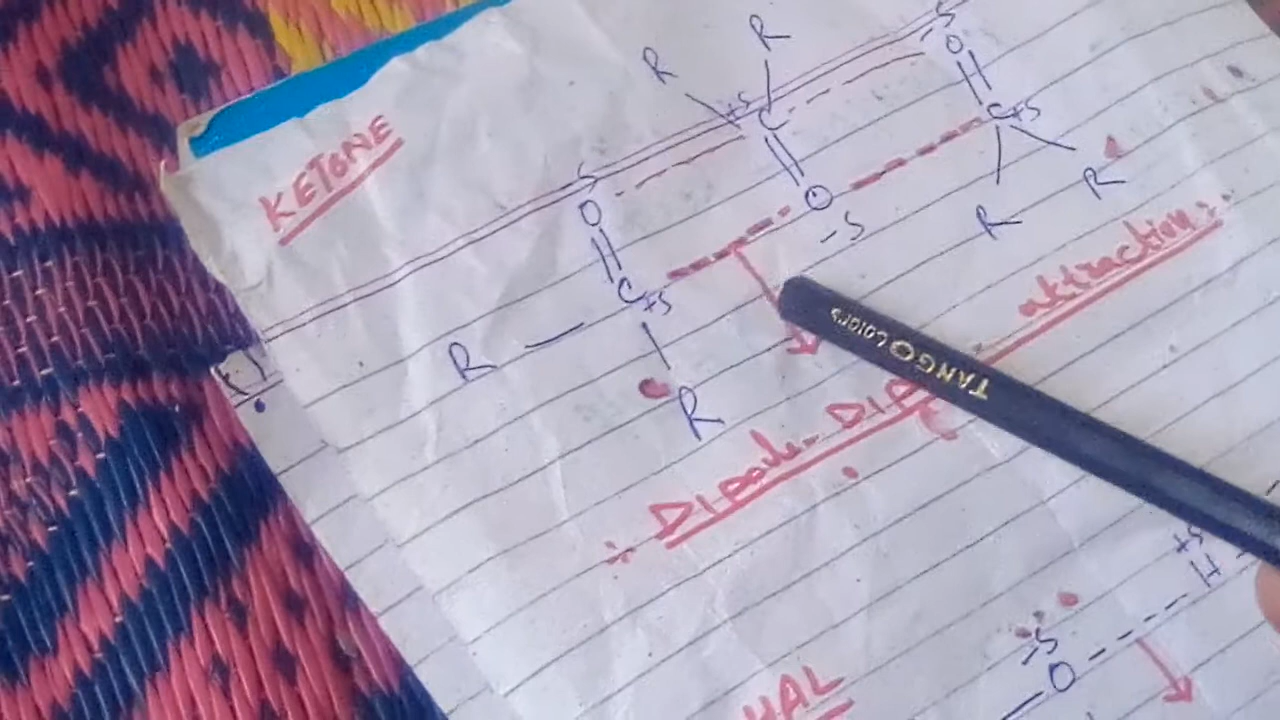 KETONE
R R
S O +S C S O
O C +S
C +S O -S R R
R R
Dipole- DIP attraction:-
TANGO Colors
+S H
-S O
HAL